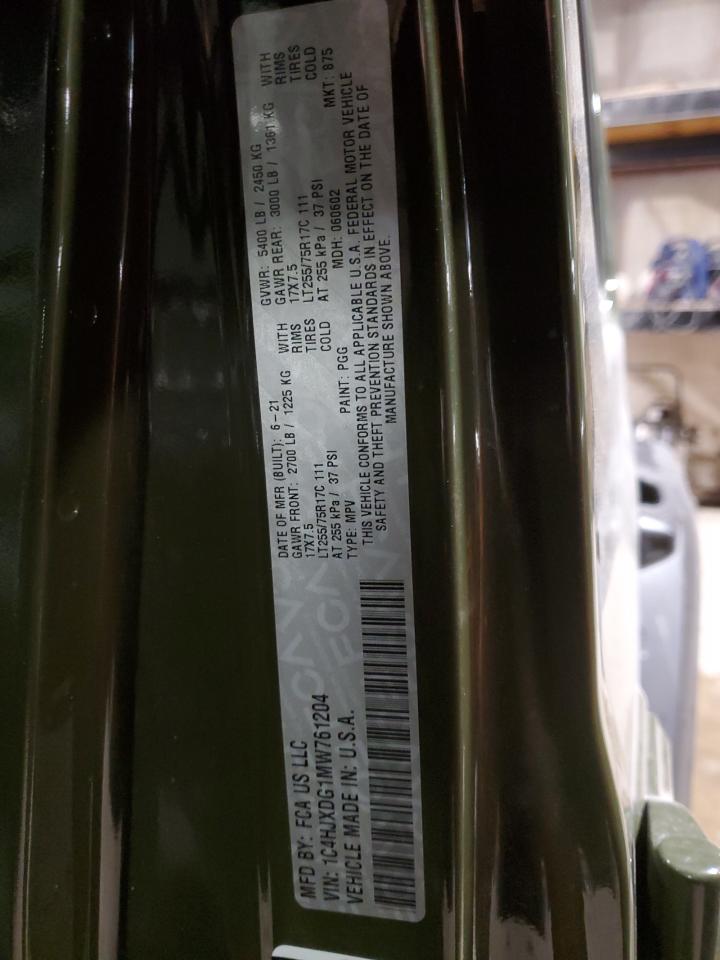 MFD BY: FCA US LLC
VIN: 1C4HJXDG1MW761204
VEHICLE MADE IN: U.S.A.
DATE OF MFR (BUILT): 6-21 GVWR: 5400 LB / 2450 KG
GAWR FRONT: 2700 LB / 1225 KG WITH GAWR REAR: 3000 LB / 1361 KG WITH
17X7.5 RIMS 17X7.5 RIMS
LT255/75R17C 111 TIRES LT255/75R17C 111 TIRES
AT 255 kPa / 37 PSI COLD AT 255 kPa / 37 PSI COLD
TYPE: MPV PAINT: PGG MDH: 060602 MKT: 875
THIS VEHICLE CONFORMS TO ALL APPLICABLE U.S.A. FEDERAL MOTOR VEHICLE
SAFETY AND THEFT PREVENTION STANDARDS IN EFFECT ON THE DATE OF
MANUFACTURE SHOWN ABOVE.